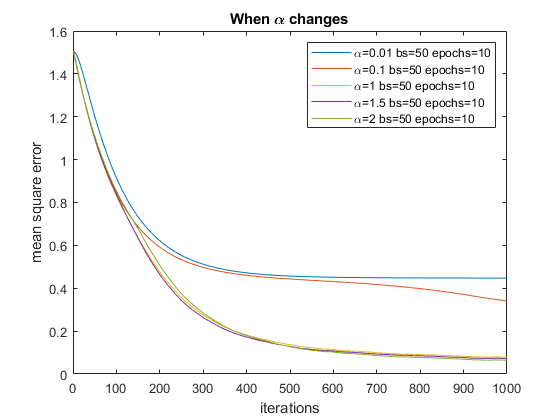 When α changes
1.6
1.4
1.2
1
0.8
0.6
0.4
0.2
0
mean square error
α=0.01 bs=50 epochs=10
α=0.1 bs=50 epochs=10
α=1 bs=50 epochs=10
α=1.5 bs=50 epochs=10
α=2 bs=50 epochs=10
0 100 200 300 400 500 600 700 800 900 1000
iterations